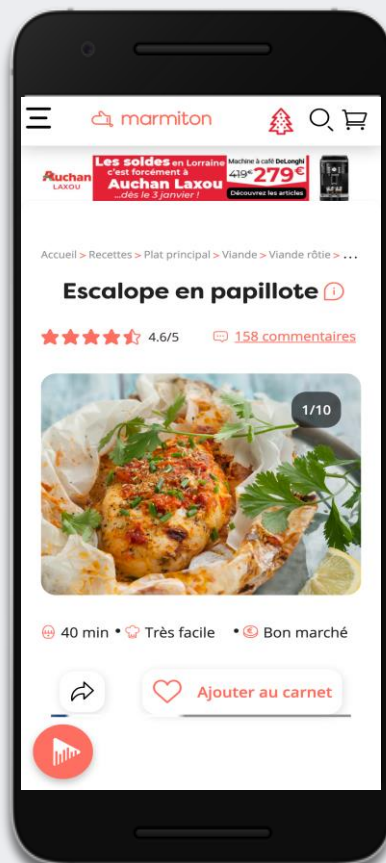 marmiton
Auchan
LAXOU
Les soldes en Lorraine
c'est forcément à
Auchan Laxou
...dès le 3 janvier !
Machine à café DeLonghi
419€ 279€
Découvrez les articles
Accueil > Recettes > Plat principal > Viande > Viande rôtie > ...
Escalope en papillote
4.6/5
158 commentaires
1/10
40 min • Très facile • Bon marché
Ajouter au carnet